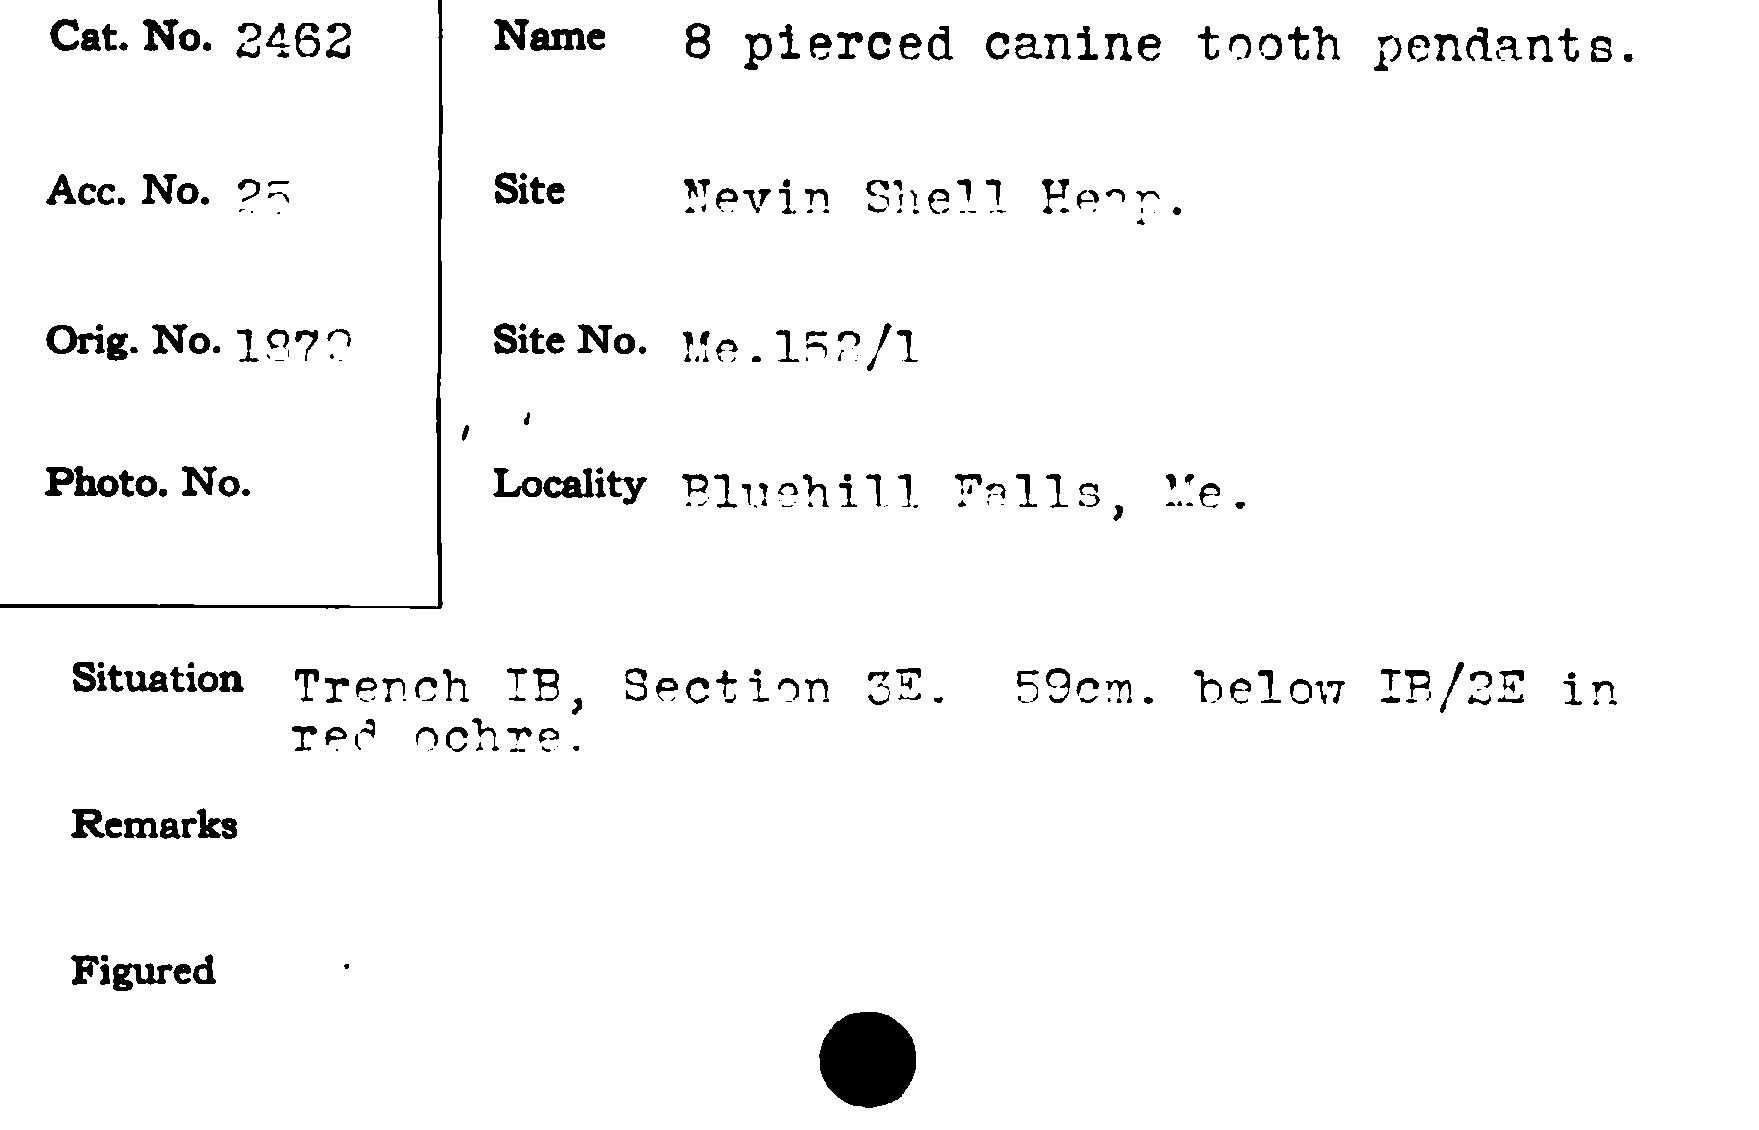 Cat. No. 2462
Name 8 pierced canine tooth pendants.
Acc. No. 25
Site Nevin Shell Heap.
Orig. No.
Site No. Me.152/1
Photo. No.
Locality Bluehill Falls, Me.
Situation Trench IB, Section 3E. 59cm. below IB/2E in
red ochre.
Remarks
Figured